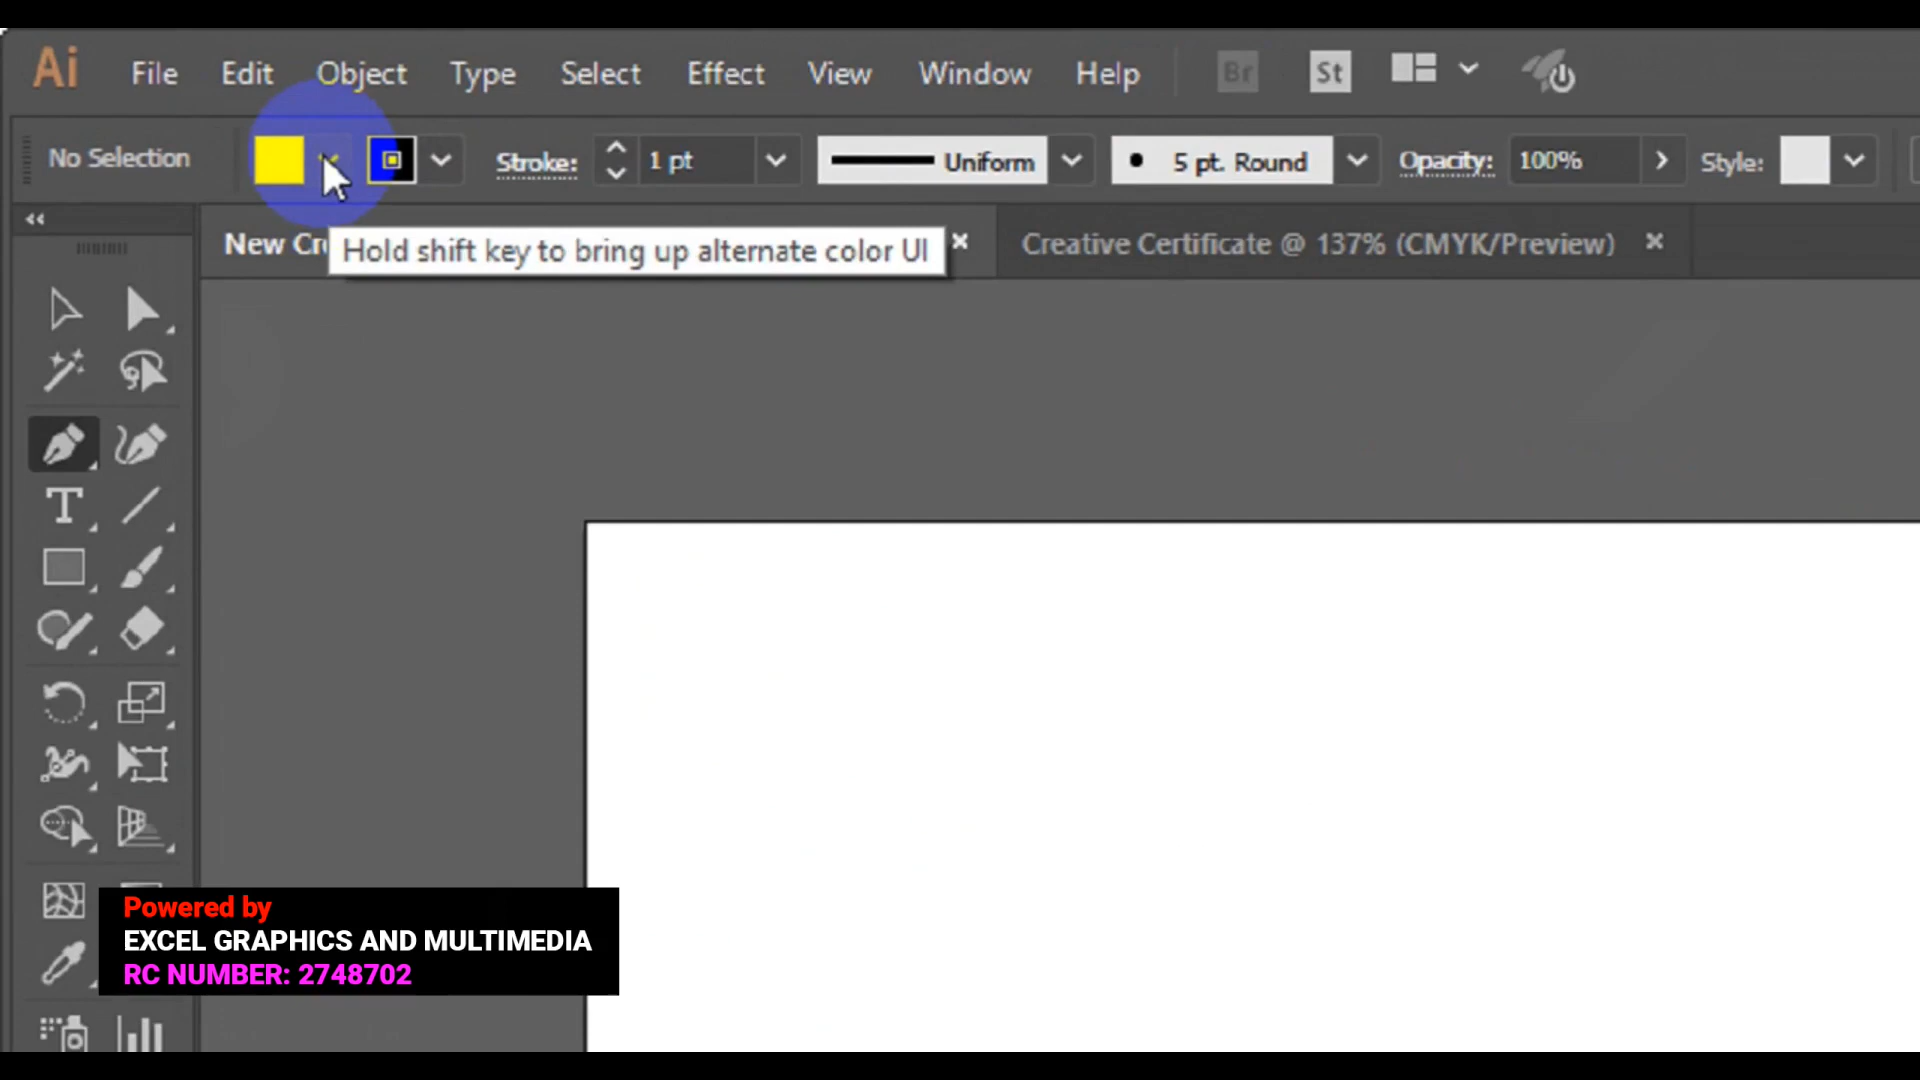 Ai File Edit Object Type Select Effect View Window Help Br St
No Selection Stroke: 1 pt Uniform 5 pt. Round Opacity: 100% Style:
New Cre Creative Certificate @ 137% (CMYK/Preview)
Hold shift key to bring up alternate color UI
Powered by
EXCEL GRAPHICS AND MULTIMEDIA
RC NUMBER: 2748702